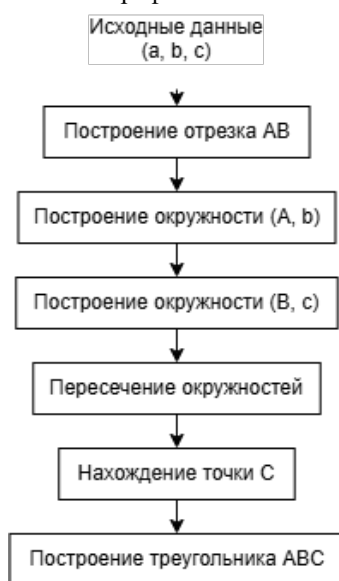 Исходные данные
(a, b, c)
Построение отрезка AB
Построение окружности (A, b)
Построение окружности (B, c)
Пересечение окружностей
Нахождение точки C
Построение треугольника ABC